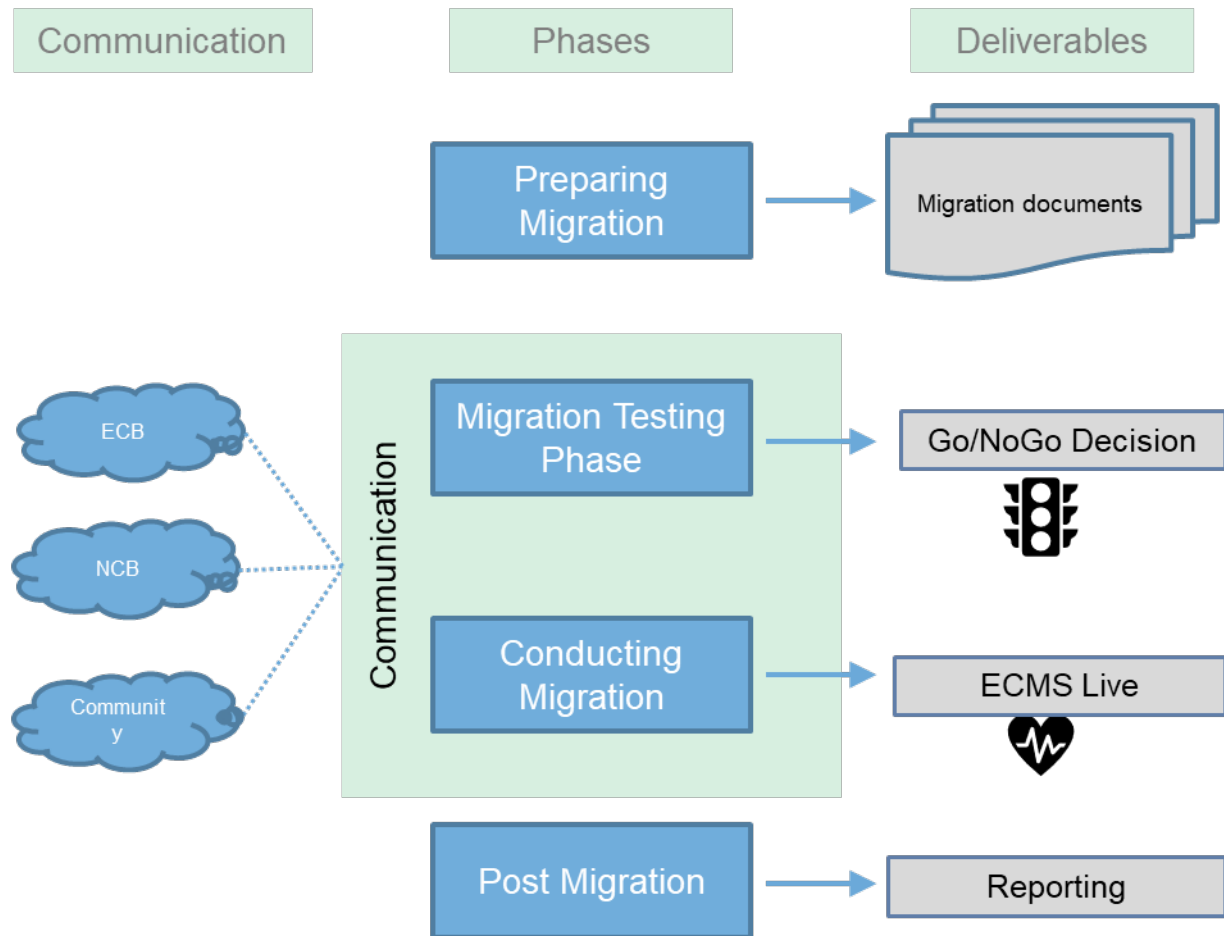 Communication
Phases
Deliverables
Preparing
Migration
Migration documents
Communication
ECB
NCB
Communit
y
Migration Testing
Phase
Go/NoGo Decision
Conducting
Migration
ECMS Live
Post Migration
Reporting